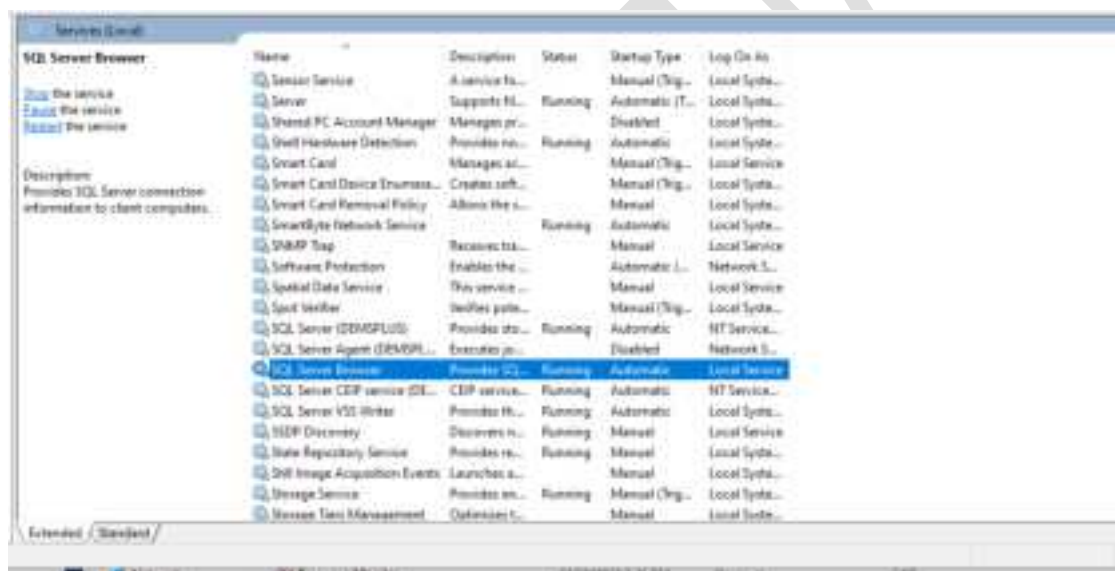 Services (Local)
SQL Server Browser
Stop the service
Pause the service
Restart the service
Description:
Provides SQL Server connection information to client computers.
Name Description Status Startup Type Log On As
Sensor Service A service fo... Manual (Trig... Local Syste...
Server Supports fil... Running Automatic (T... Local Syste...
Shared PC Account Manager Manages pr... Disabled Local Syste...
Shell Hardware Detection Provides no... Running Automatic Local Syste...
Smart Card Manages ac... Manual (Trig... Local Service
Smart Card Device Enumera... Creates soft... Manual (Trig... Local Syste...
Smart Card Removal Policy Allows the s... Manual Local Syste...
SmartByte Network Service Running Automatic Local Syste...
SNMP Trap Receives tra... Manual Local Service
Software Protection Enables the ... Automatic (... Network S...
Spatial Data Service This service ... Manual Local Service
Spot Verifier Verifies pote... Manual (Trig... Local Syste...
SQL Server (DEMSPLUS) Provides sto... Running Automatic NT Service...
SQL Server Agent (DEMSPL... Executes jo... Disabled Network S...
SQL Server Browser Provides SQ... Running Automatic Local Service
SQL Server CEIP service (DE... CEIP service... Running Automatic NT Service...
SQL Server VSS Writer Provides th... Running Automatic Local Syste...
SSDP Discovery Discovers n... Running Manual Local Service
State Repository Service Provides re... Running Manual Local Syste...
Still Image Acquisition Events Launches a... Manual Local Syste...
Storage Service Provides en... Running Manual (Trig... Local Syste...
Storage Tiers Management Optimizes t... Manual Local Syste...
Extended Standard